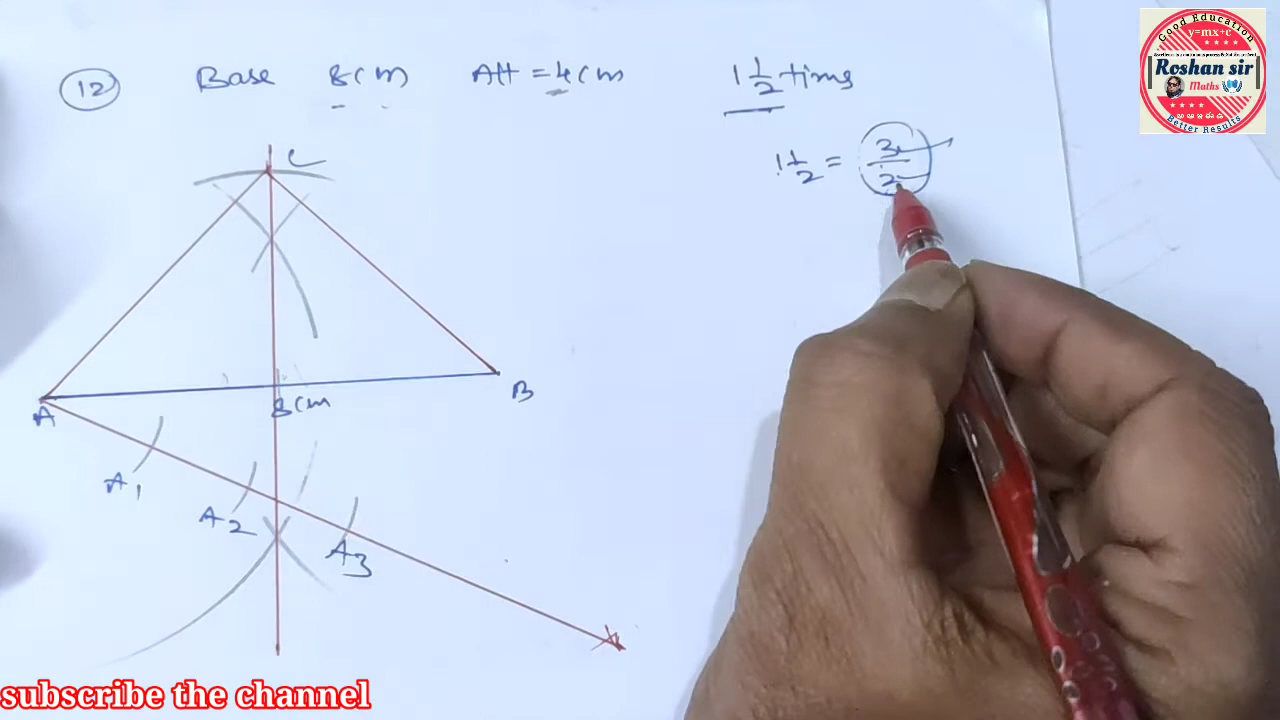 12 Base 8cm Alt = 4cm 1 1/2 times
1 1/2 = 3/2
C
A 8cm B
A1
A2
A3
Good Education
y=mx+c
Roshan sir
Maths
Better Results
subscribe the channel